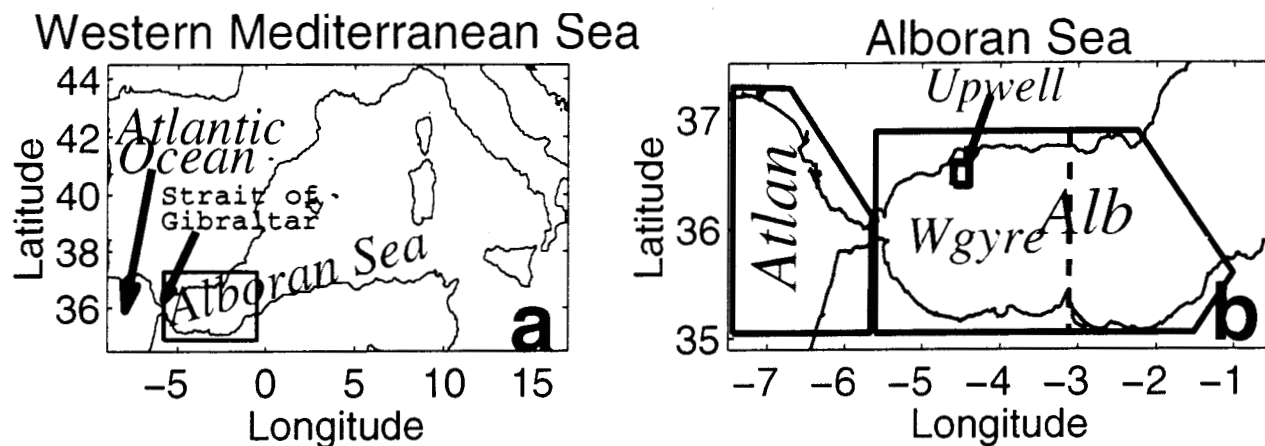 Western Mediterranean Sea
44
42
40
38
36
Latitude
Atlantic
Ocean
Strait of
Gibraltar
Alboran Sea
a
−5
0
5
10
15
Longitude
Alboran Sea
37
36
35
Latitude
Upwell
Atlan
Wgyre
Alb
b
−7
−6
−5
−4
−3
−2
−1
Longitude